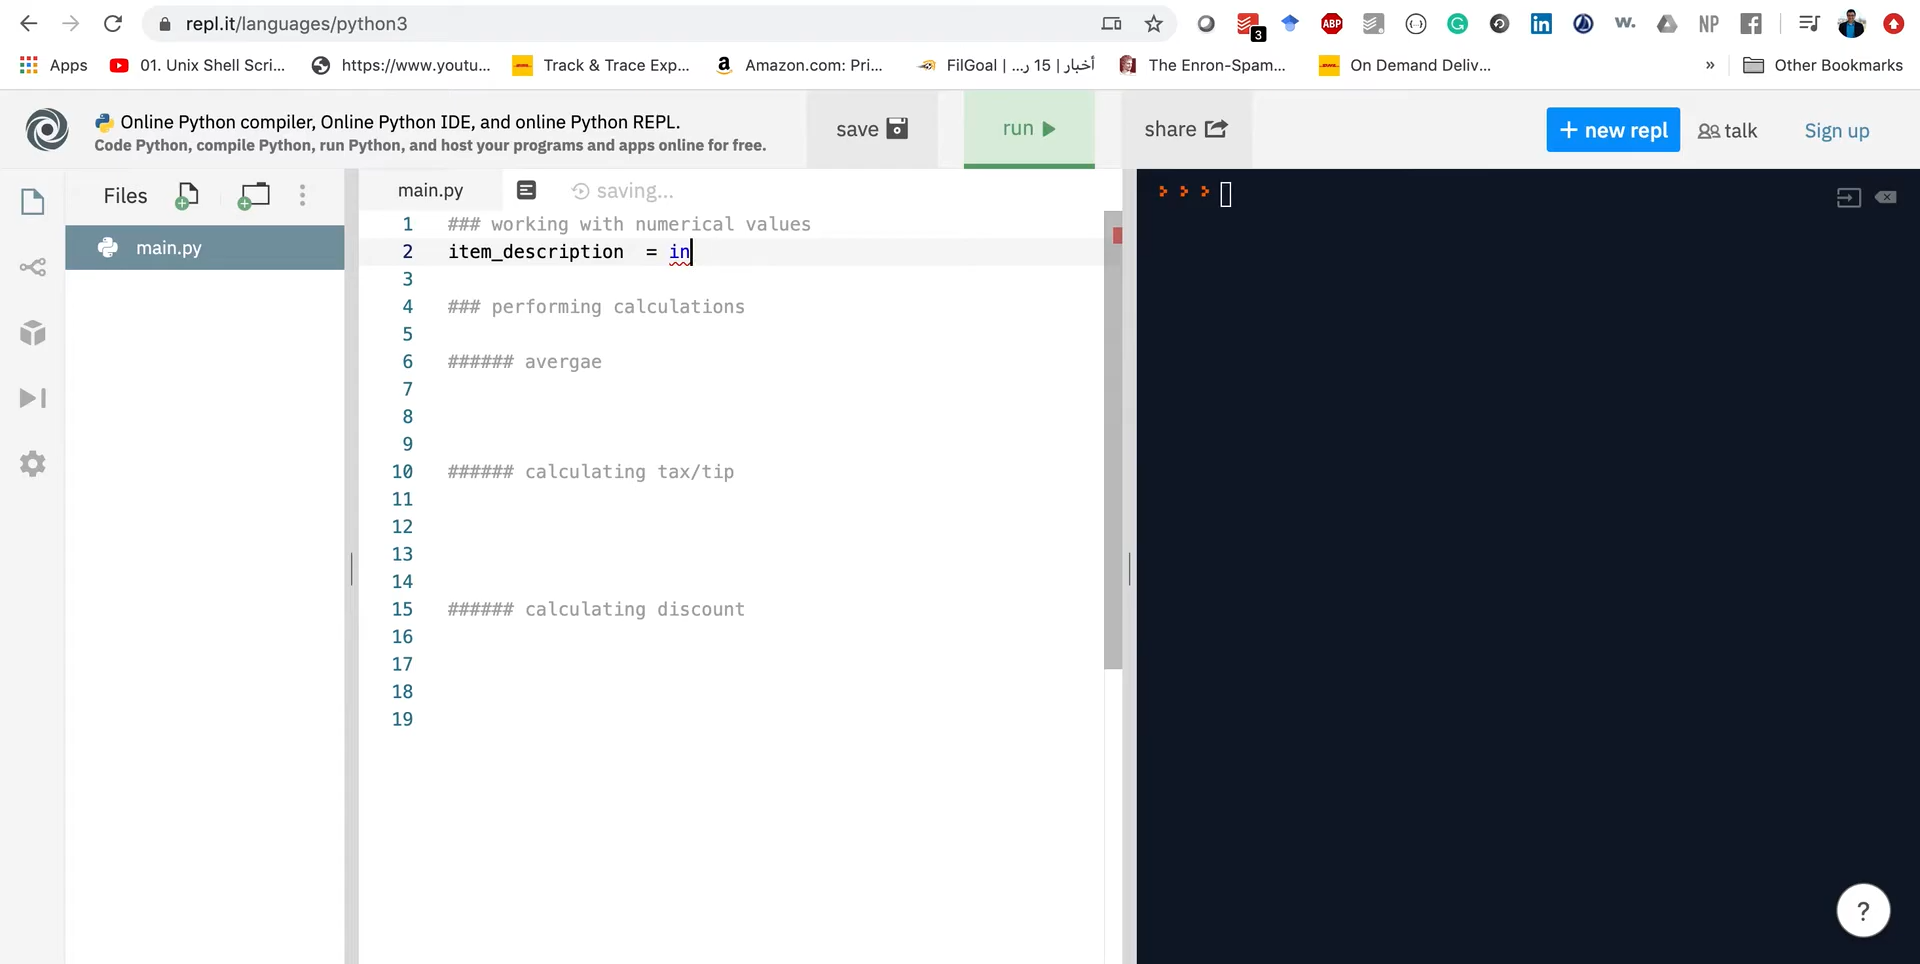 repl.it/languages/python3
ABP
3
w.
NP
Apps
01. Unix Shell Scri...
https://www.youtu...
Track & Trace Exp...
Amazon.com: Pri...
FilGoal | أخبار | 15 ر...
The Enron-Spam...
On Demand Deliv...
»
Other Bookmarks
Online Python compiler, Online Python IDE, and online Python REPL.
Code Python, compile Python, run Python, and host your programs and apps online for free.
save
run
share
+ new repl
talk
Sign up
Files
main.py
main.py
saving...
1 ### working with numerical values
2 item_description  = in
3
4 ### performing calculations
5
6 ###### avergae
7
8
9
10 ###### calculating tax/tip
11
12
13
14
15 ###### calculating discount
16
17
18
19
?